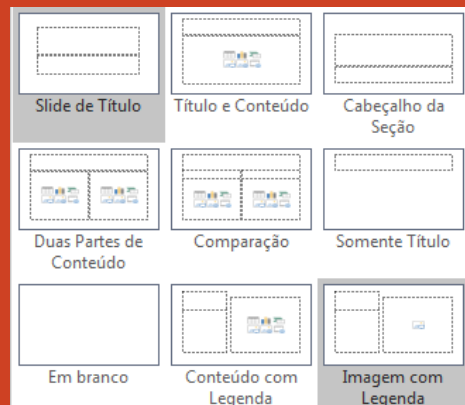 Slide de Título
Título e Conteúdo
Cabeçalho da
Seção
Duas Partes de
Conteúdo
Comparação
Somente Título
Em branco
Conteúdo com
Legenda
Imagem com
Legenda